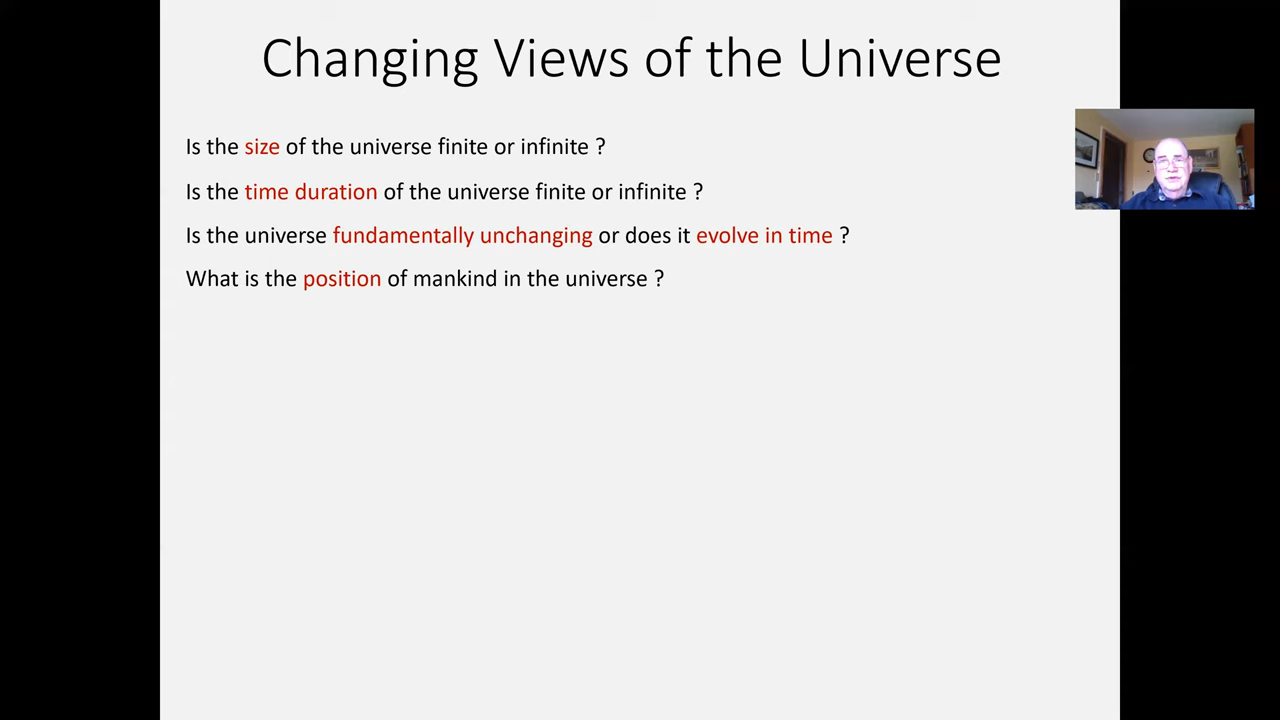 Changing Views of the Universe
Is the size of the universe finite or infinite ?
Is the time duration of the universe finite or infinite ?
Is the universe fundamentally unchanging or does it evolve in time ?
What is the position of mankind in the universe ?